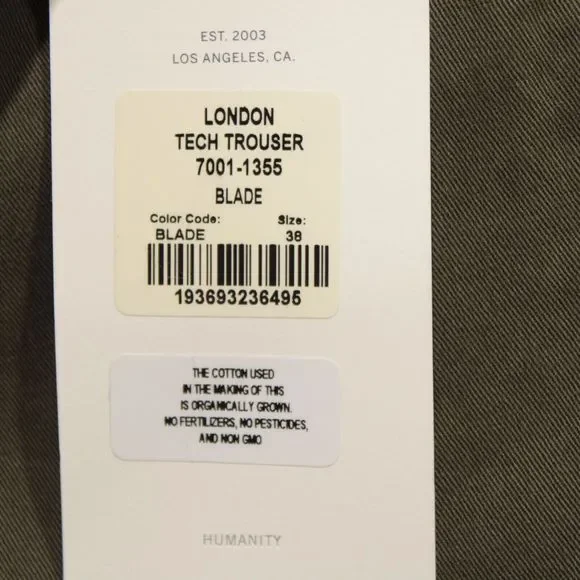 EST. 2003
LOS ANGELES, CA.
LONDON
TECH TROUSER
7001-1355
BLADE
Color Code: Size:
BLADE 38
193693236495
THE COTTON USED
IN THE MAKING OF THIS
IS ORGANICALLY GROWN.
NO FERTILIZERS, NO PESTICIDES,
AND NON GMO
HUMANITY